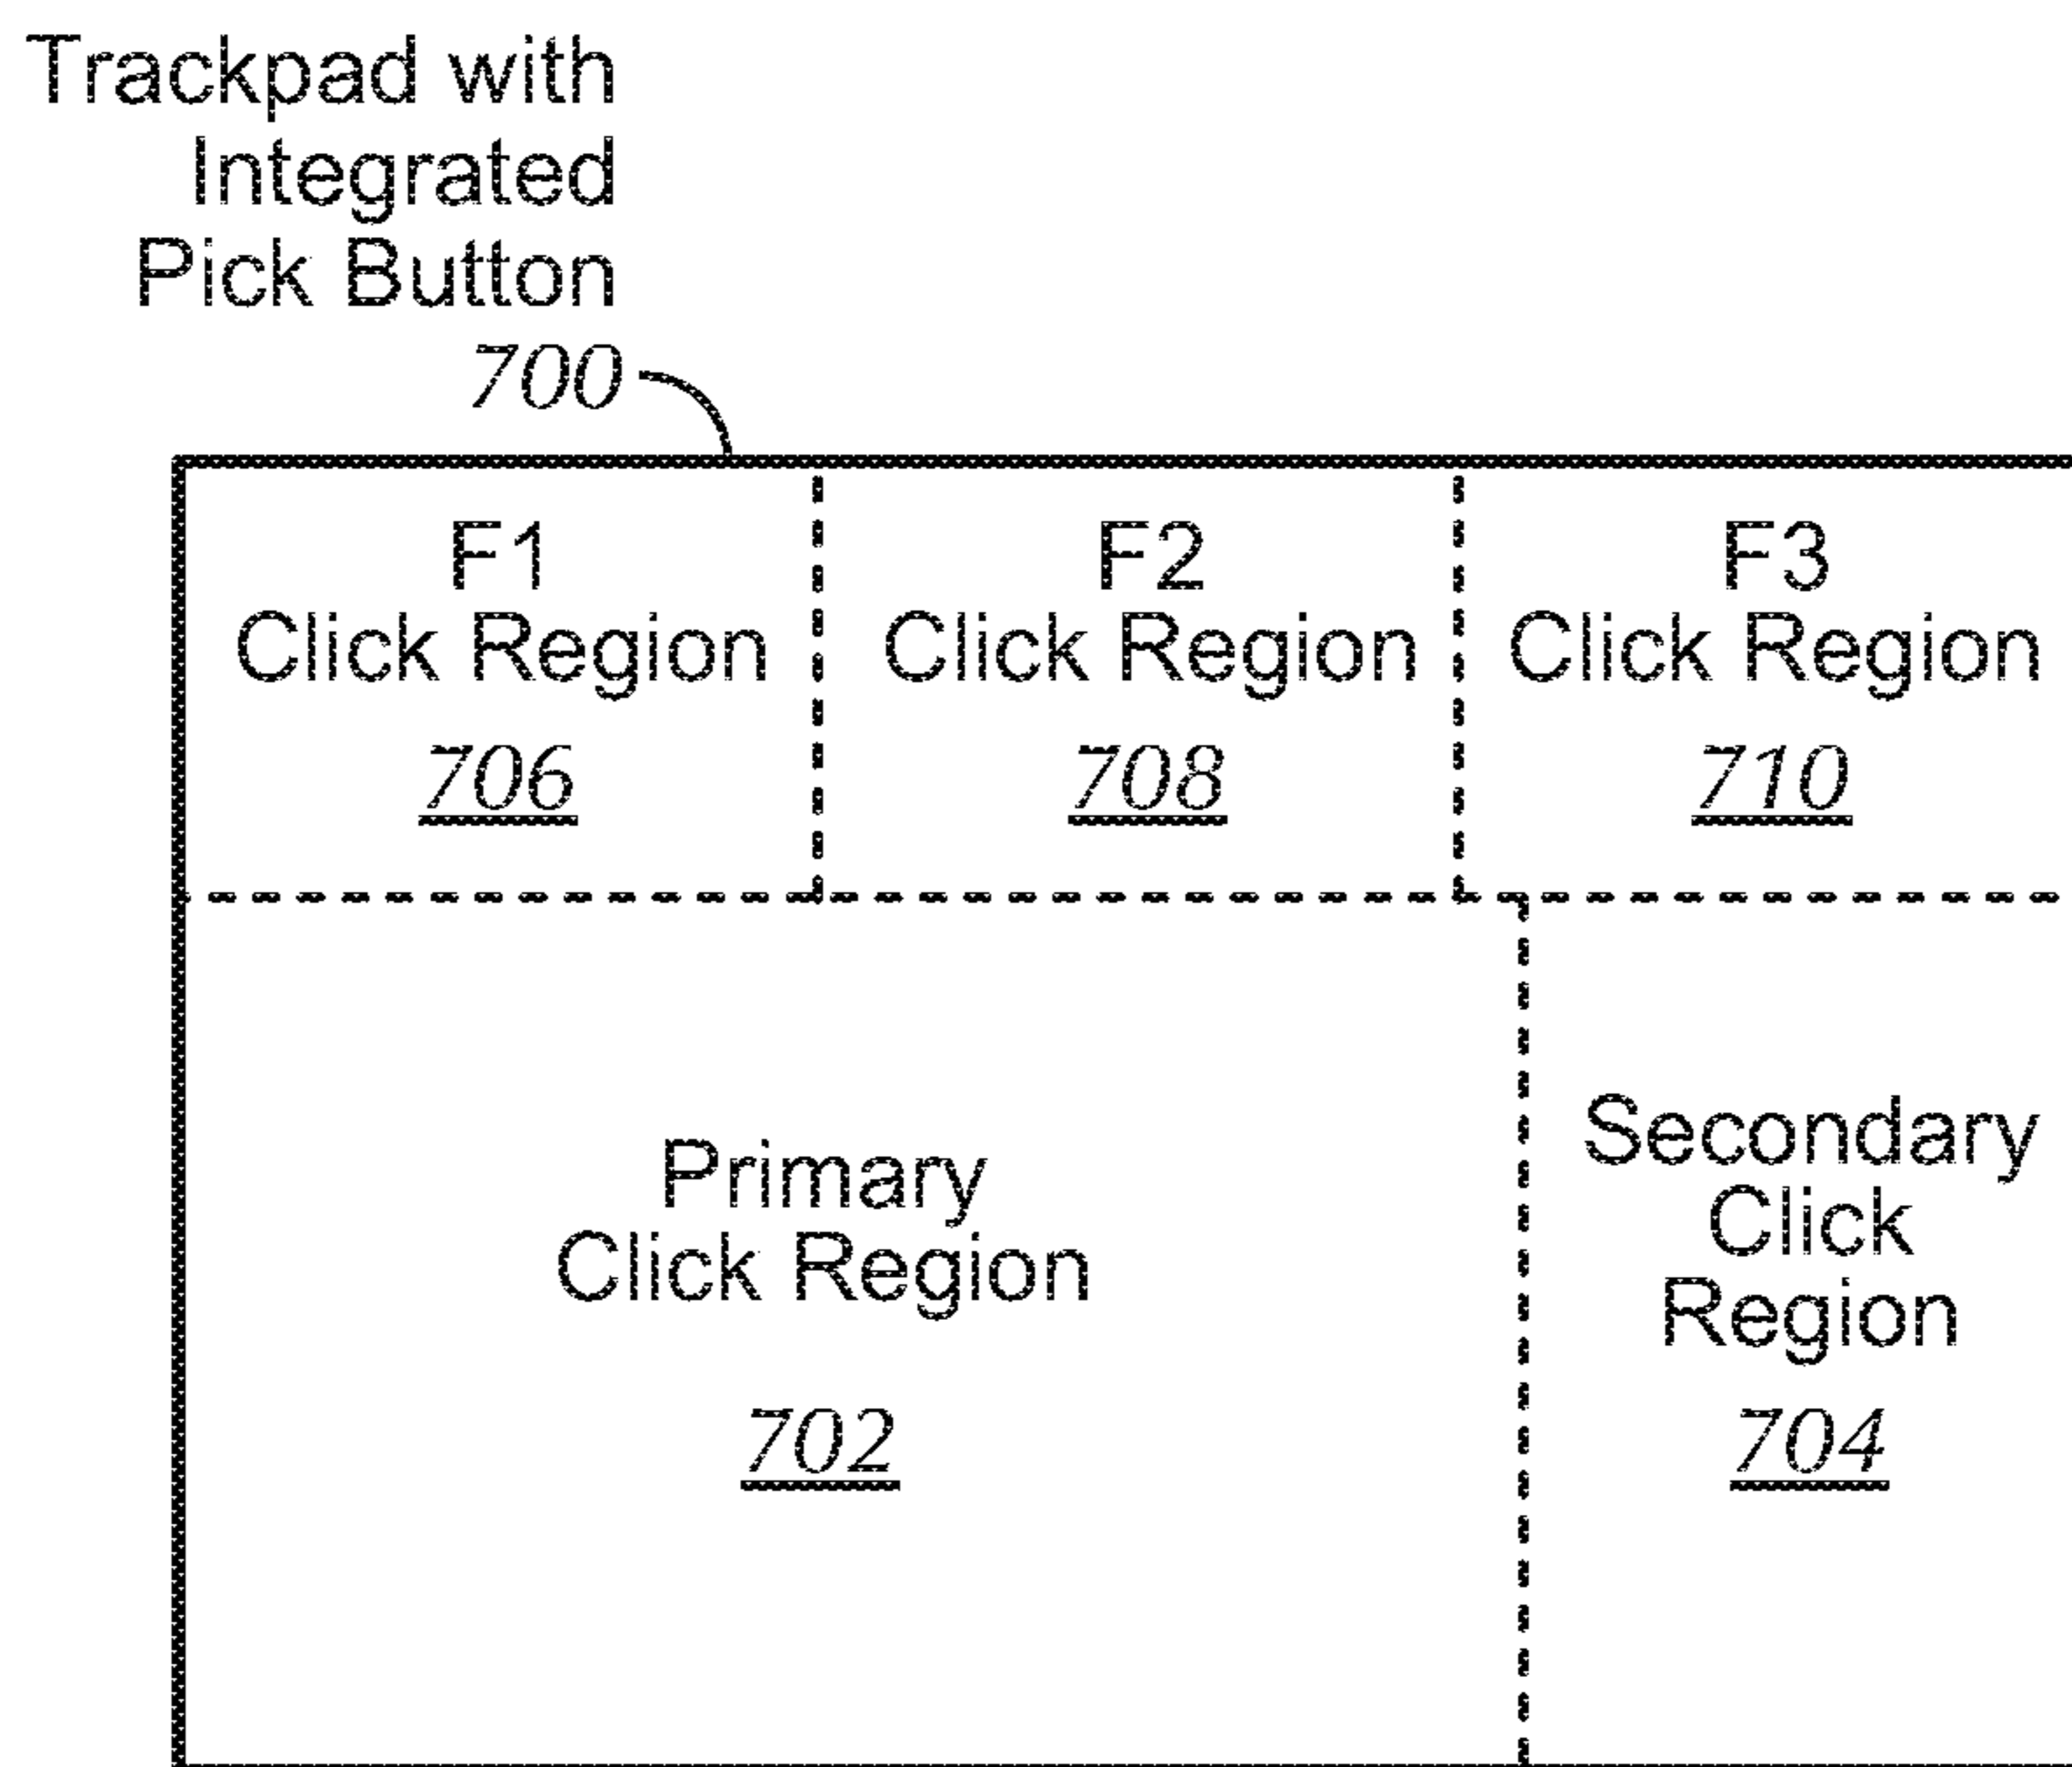 Trackpad with
Integrated
Pick Button
700
F1
Click Region
706
F2
Click Region
708
F3
Click Region
710
Primary
Click Region
702
Secondary
Click
Region
704